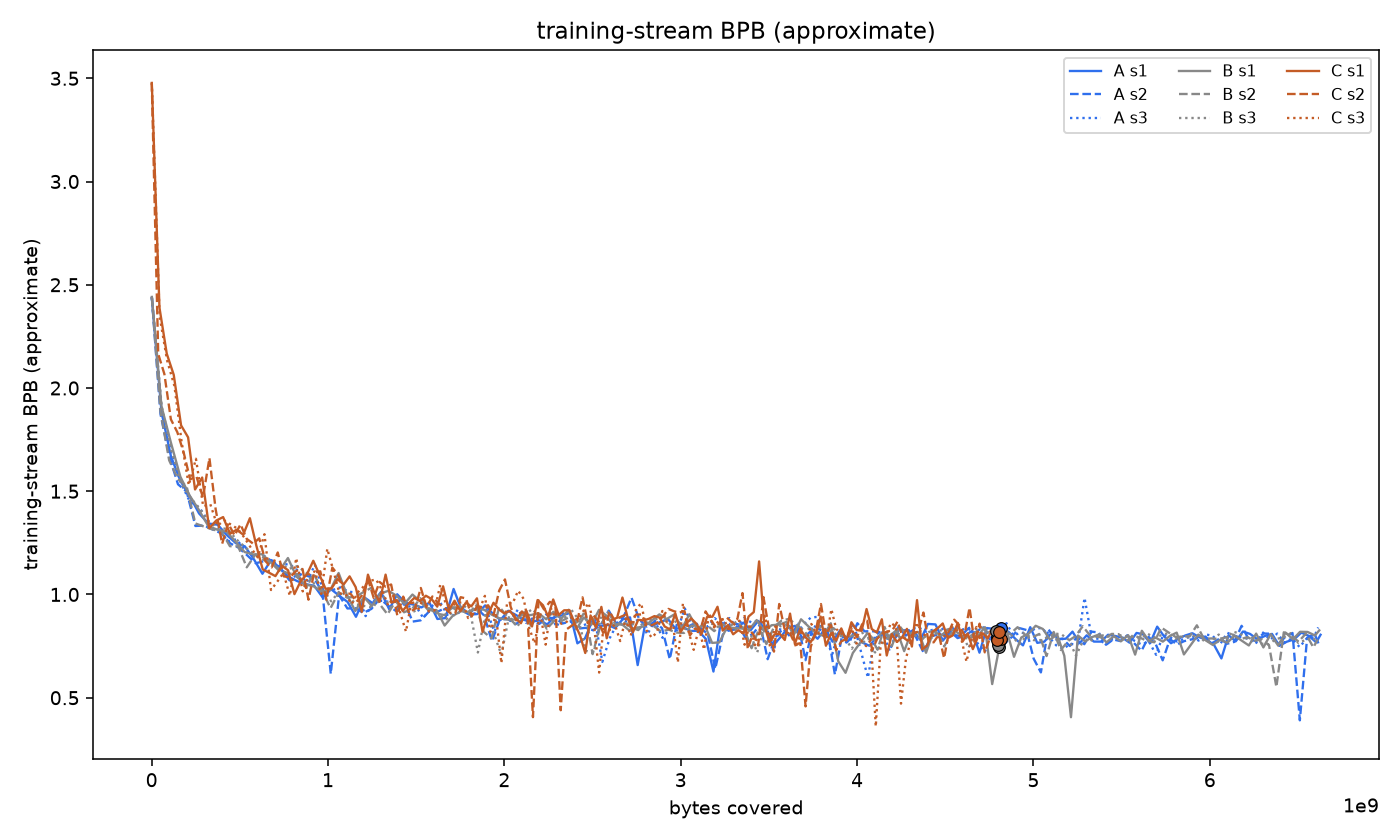 training-stream BPB (approximate)
A s1 B s1 C s1
A s2 B s2 C s2
A s3 B s3 C s3
training-stream BPB (approximate)
3.5
3.0
2.5
2.0
1.5
1.0
0.5
0 1 2 3 4 5 6
1e9
bytes covered